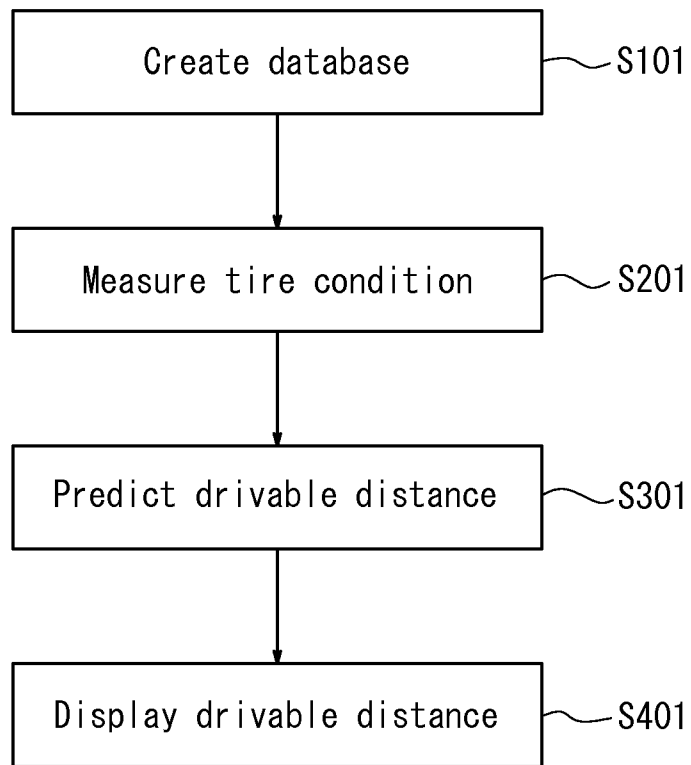 Create database S101
Measure tire condition S201
Predict drivable distance S301
Display drivable distance S401